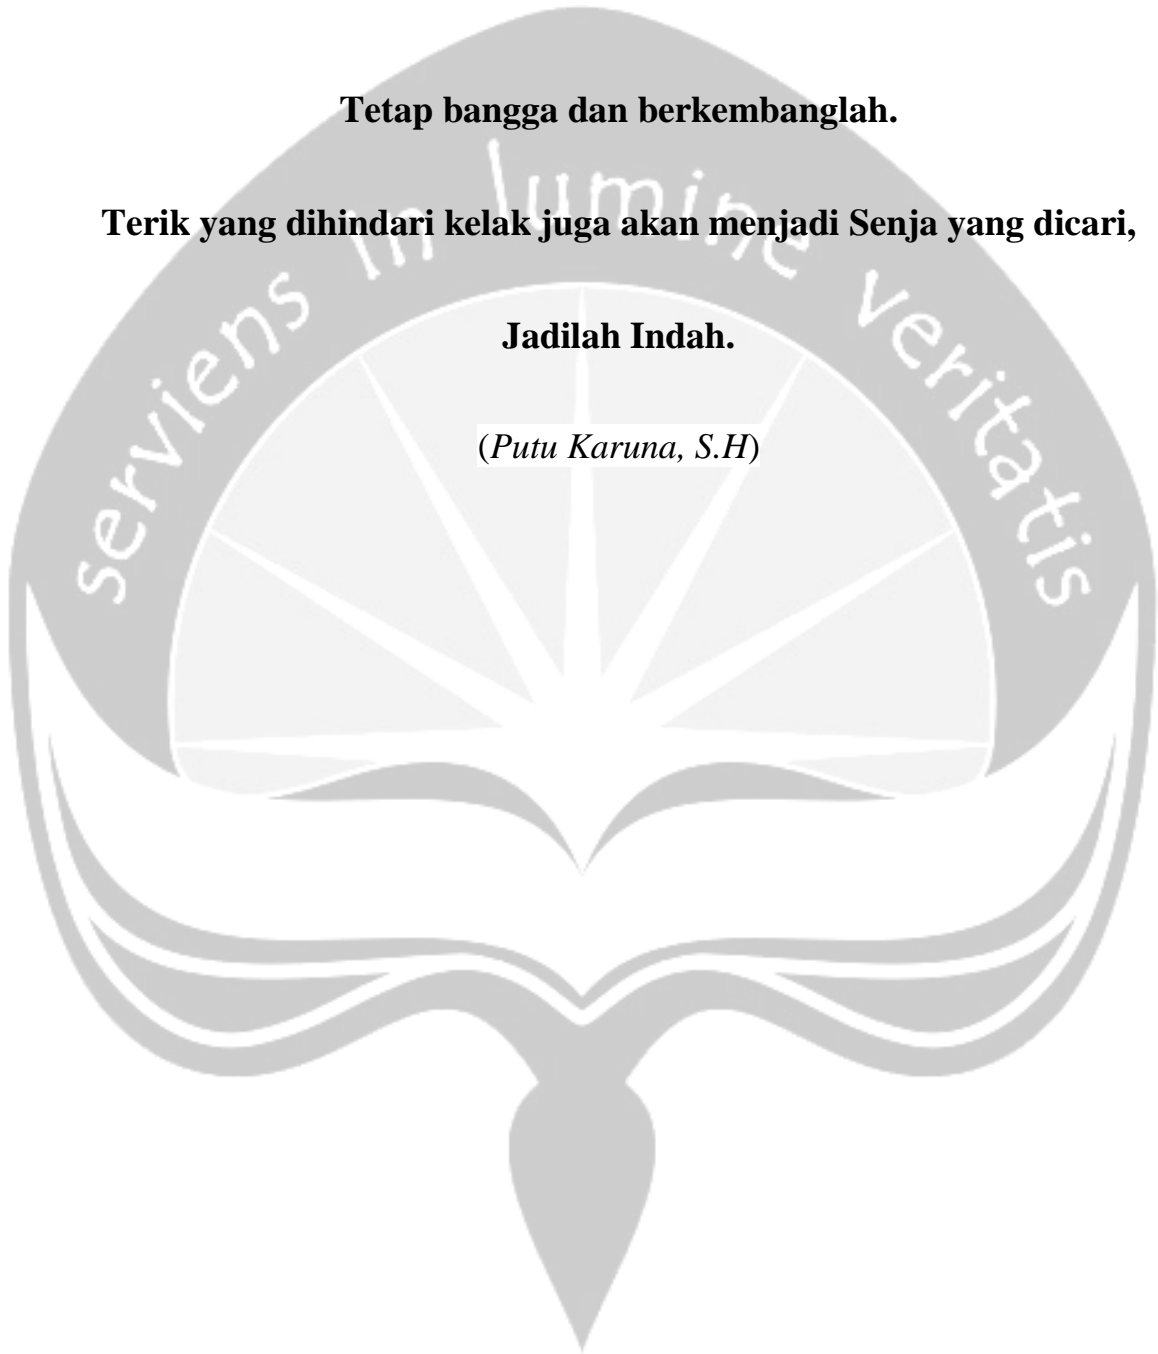 Tetap bangga dan berkembanglah.
serviens in lumine veritatis
Terik yang dihindari kelak juga akan menjadi Senja yang dicari,
Jadilah Indah.
(Putu Karuna, S.H)